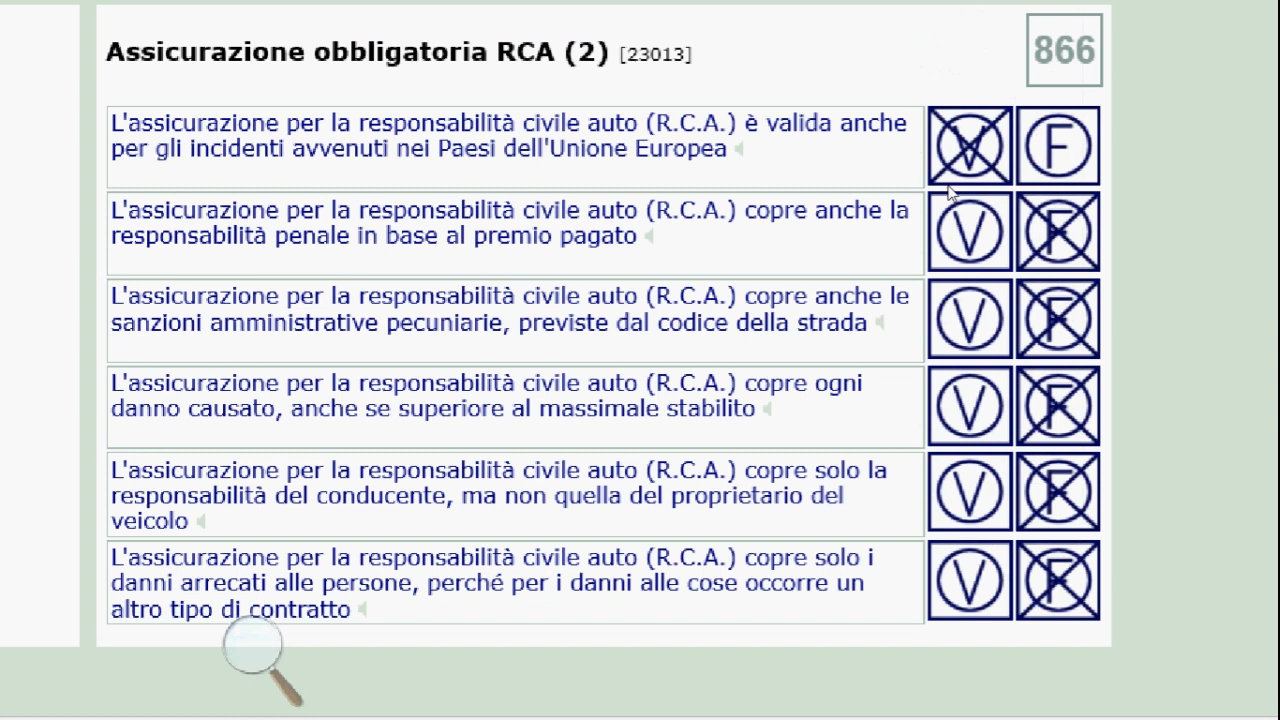 Assicurazione obbligatoria RCA (2) [23013]
866
L'assicurazione per la responsabilità civile auto (R.C.A.) è valida anche
per gli incidenti avvenuti nei Paesi dell'Unione Europea
V F
L'assicurazione per la responsabilità civile auto (R.C.A.) copre anche la
responsabilità penale in base al premio pagato
V F
L'assicurazione per la responsabilità civile auto (R.C.A.) copre anche le
sanzioni amministrative pecuniarie, previste dal codice della strada
V F
L'assicurazione per la responsabilità civile auto (R.C.A.) copre ogni
danno causato, anche se superiore al massimale stabilito
V F
L'assicurazione per la responsabilità civile auto (R.C.A.) copre solo la
responsabilità del conducente, ma non quella del proprietario del
veicolo
V F
L'assicurazione per la responsabilità civile auto (R.C.A.) copre solo i
danni arrecati alle persone, perché per i danni alle cose occorre un
altro tipo di contratto
V F